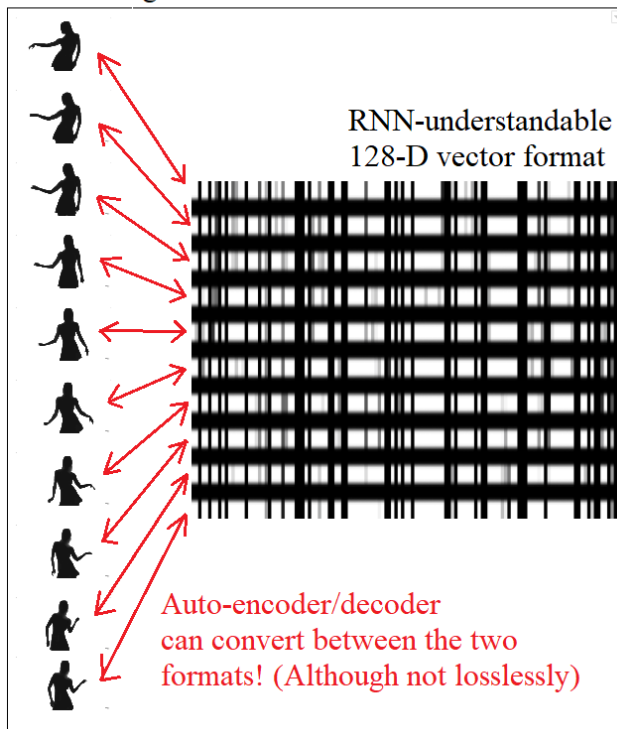 RNN-understandable
128-D vector format
Auto-encoder/decoder
can convert between the two
formats! (Although not losslessly)